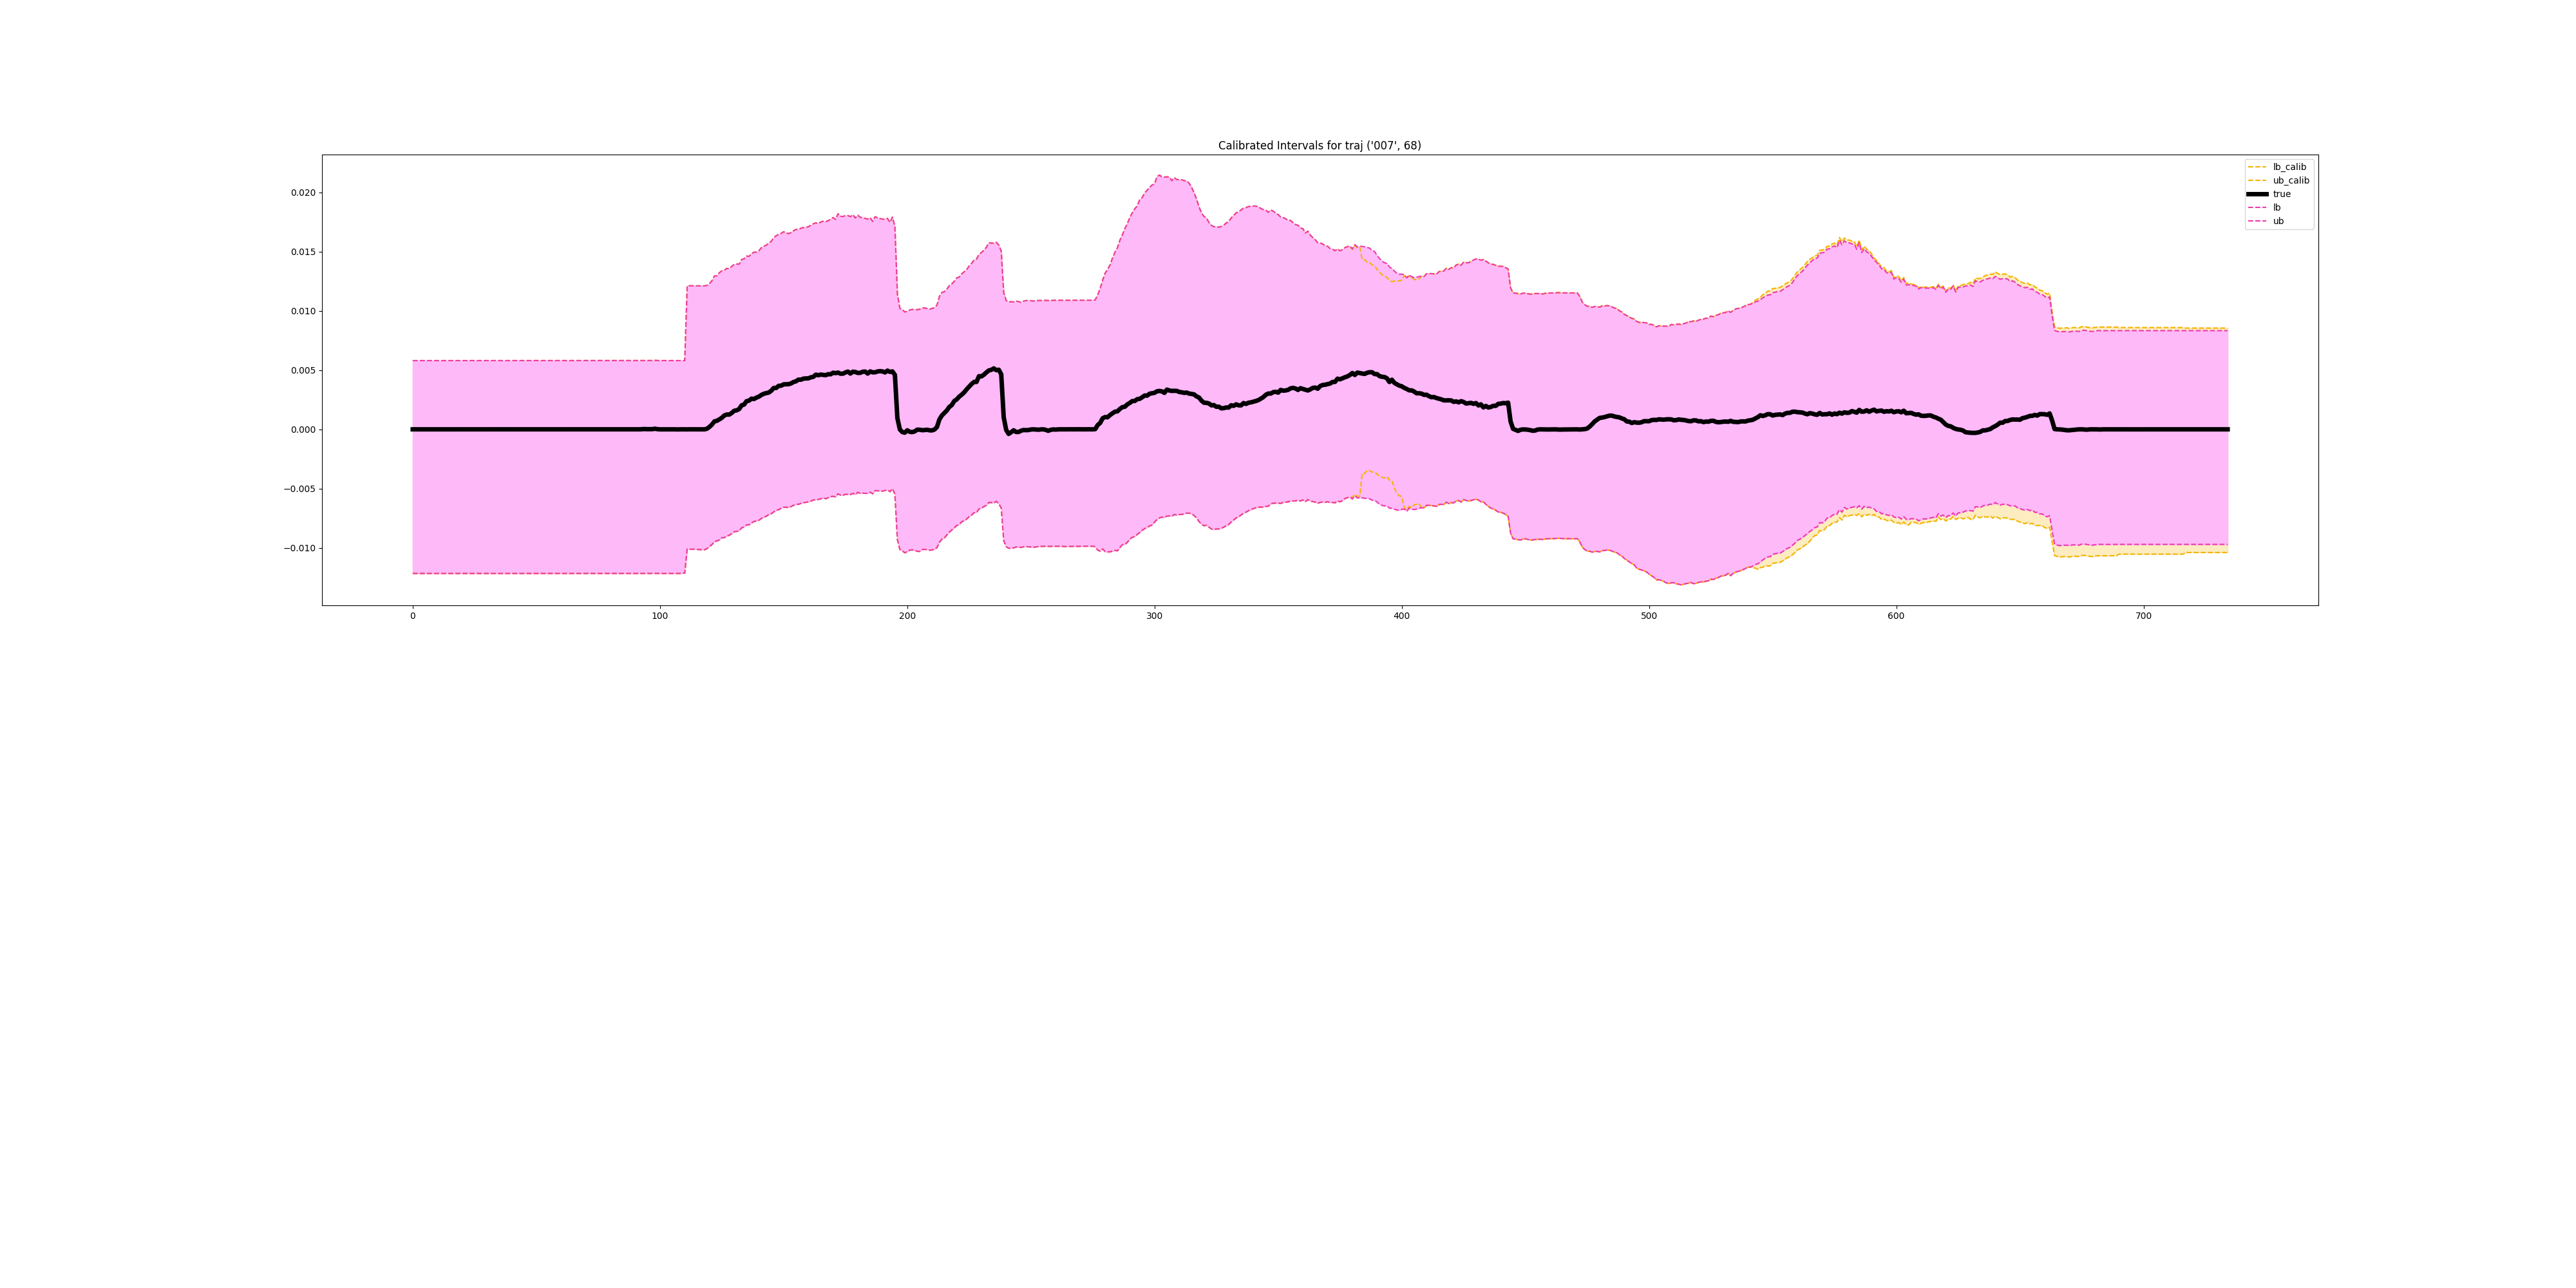 Calibrated Intervals for traj ('007', 68)
lb_calib
ub_calib
true
lb
ub
0.020
0.015
0.010
0.005
0.000
−0.005
−0.010
0 100 200 300 400 500 600 700